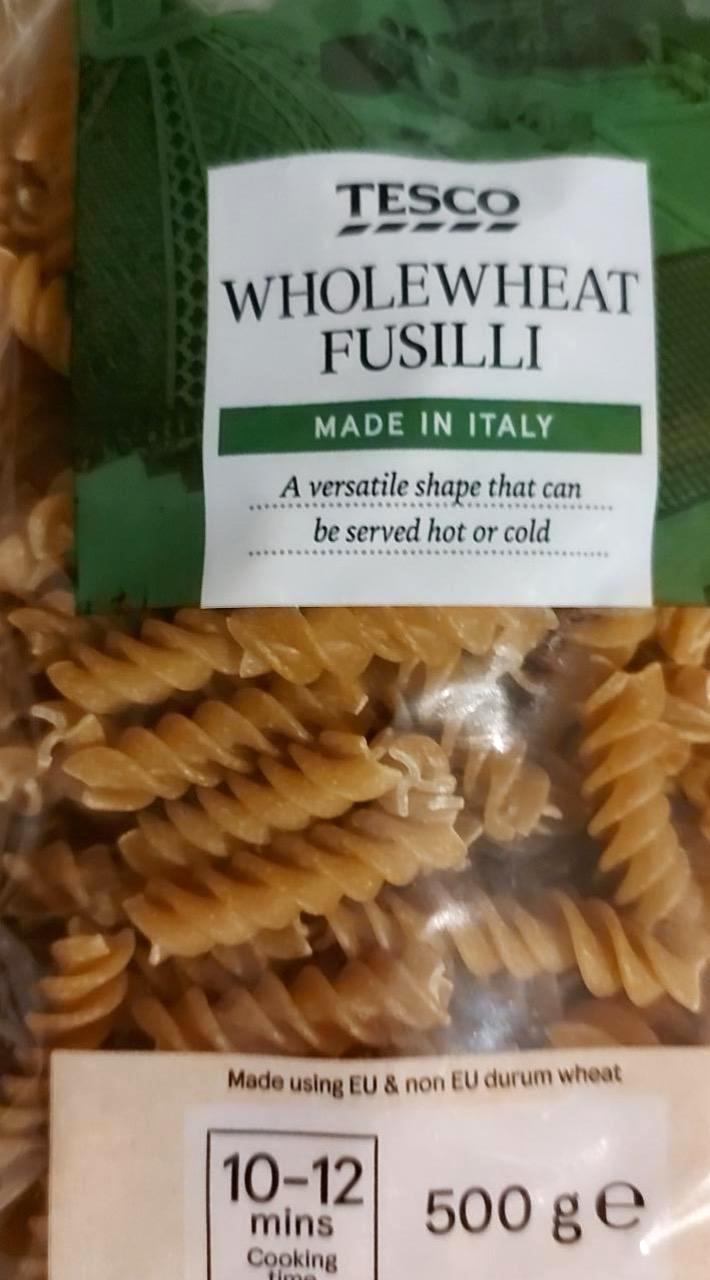 TESCO
WHOLEWHEAT
FUSILLI
MADE IN ITALY
A versatile shape that can
be served hot or cold
Made using EU & non EU durum wheat
10-12
mins
Cooking
time
500 g e